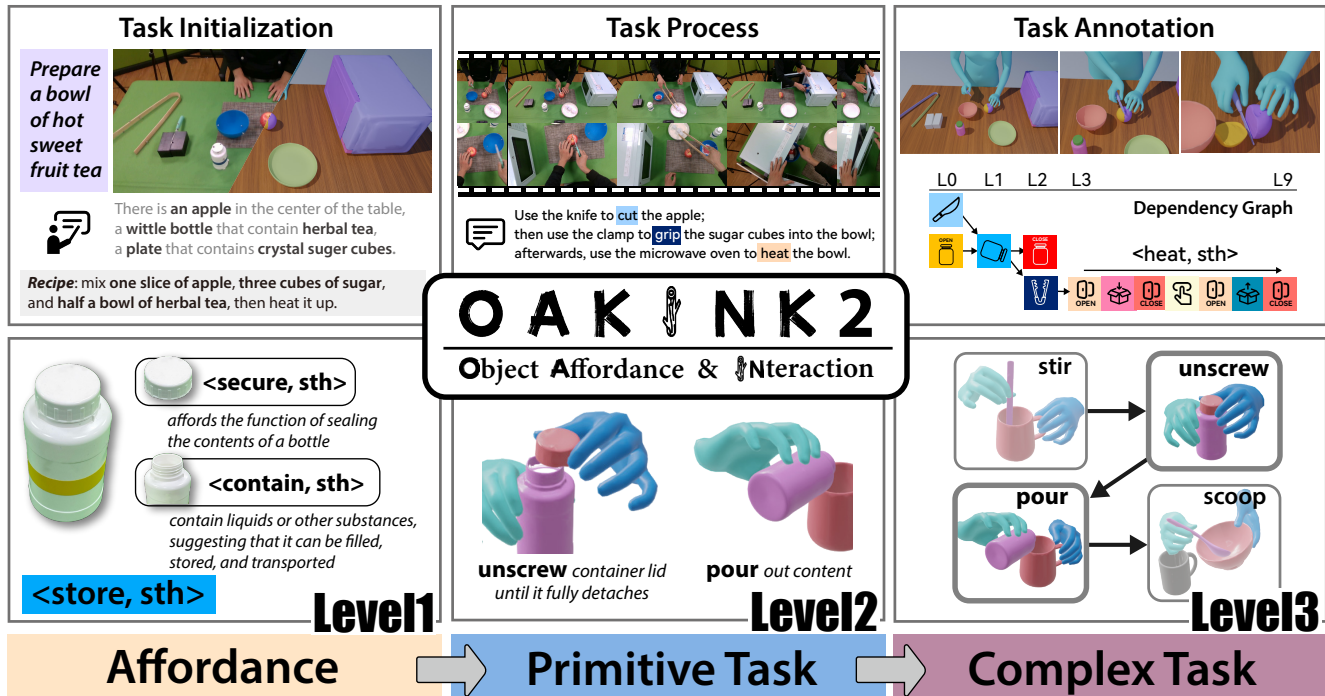 Task Initialization
Prepare
a bowl
of hot
sweet
fruit tea
There is an apple in the center of the table,
a wittle bottle that contain herbal tea,
a plate that contains crystal suger cubes.
Recipe: mix one slice of apple, three cubes of sugar,
and half a bowl of herbal tea, then heat it up.
Task Process
Use the knife to cut the apple;
then use the clamp to grip the sugar cubes into the bowl;
afterwards, use the microwave oven to heat the bowl.
Task Annotation
L0 L1 L2 L3 L9
Dependency Graph
OPEN
CLOSE
<heat, sth>
OPEN CLOSE OPEN CLOSE
OAKINK2
Object Affordance & INteraction
<secure, sth>
affords the function of sealing
the contents of a bottle
<contain, sth>
contain liquids or other substances,
suggesting that it can be filled,
stored, and transported
<store, sth>
Level1
unscrew container lid
until it fully detaches
pour out content
Level2
stir
unscrew
pour
scoop
Level3
Affordance
Primitive Task
Complex Task